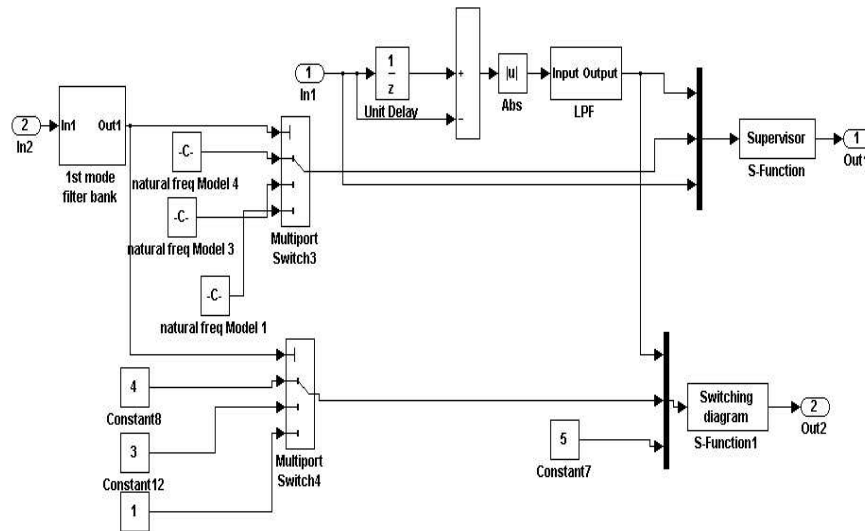 1
In1
1
z
Unit Delay
+
−
|u|
Abs
Input Output
LPF
2
In2
In1 Out1
1st mode
filter bank
-C-
natural freq Model 4
-C-
natural freq Model 3
-C-
natural freq Model 1
Multiport
Switch3
Supervisor
S-Function
1
4
Constant8
3
Constant12
1
Multiport
Switch4
5
Constant7
Switching
diagram
S-Function1
2
Out2